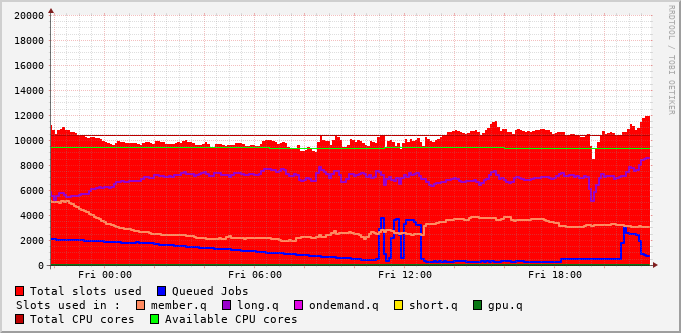 20000
18000
16000
14000
12000
10000
8000
6000
4000
2000
0
Fri 00:00 Fri 06:00 Fri 12:00 Fri 18:00
RRDTOOL / TOBI OETIKER
Total slots used Queued Jobs
Slots used in : member.q long.q ondemand.q short.q gpu.q
Total CPU cores Available CPU cores